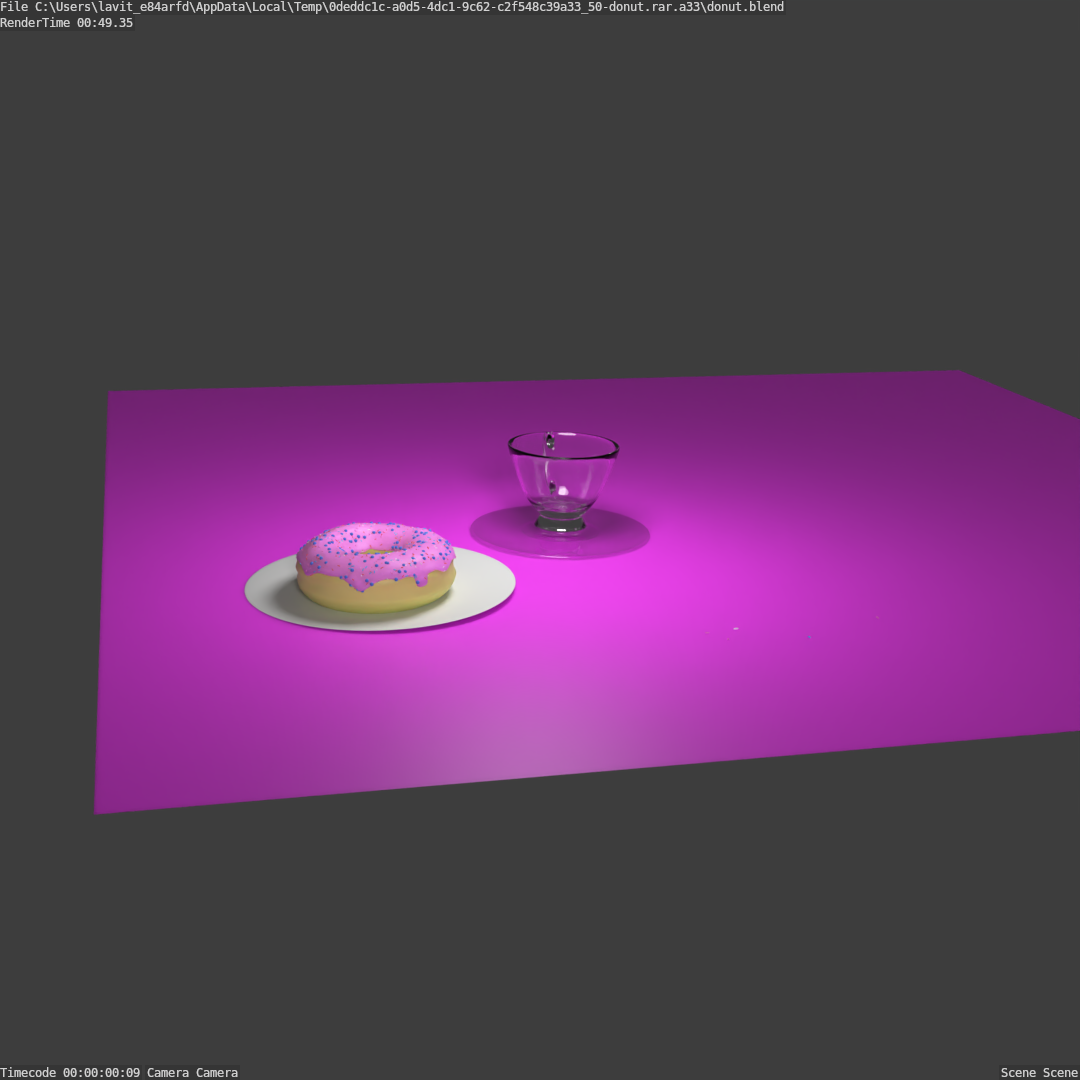 File C:\Users\lavit_e84arfd\AppData\Local\Temp\0deddc1c-a0d5-4dc1-9c62-c2f548c39a33_50-donut.rar.a33\donut.blend
RenderTime 00:49.35
Timecode 00:00:00:09 Camera Camera
Scene Scene